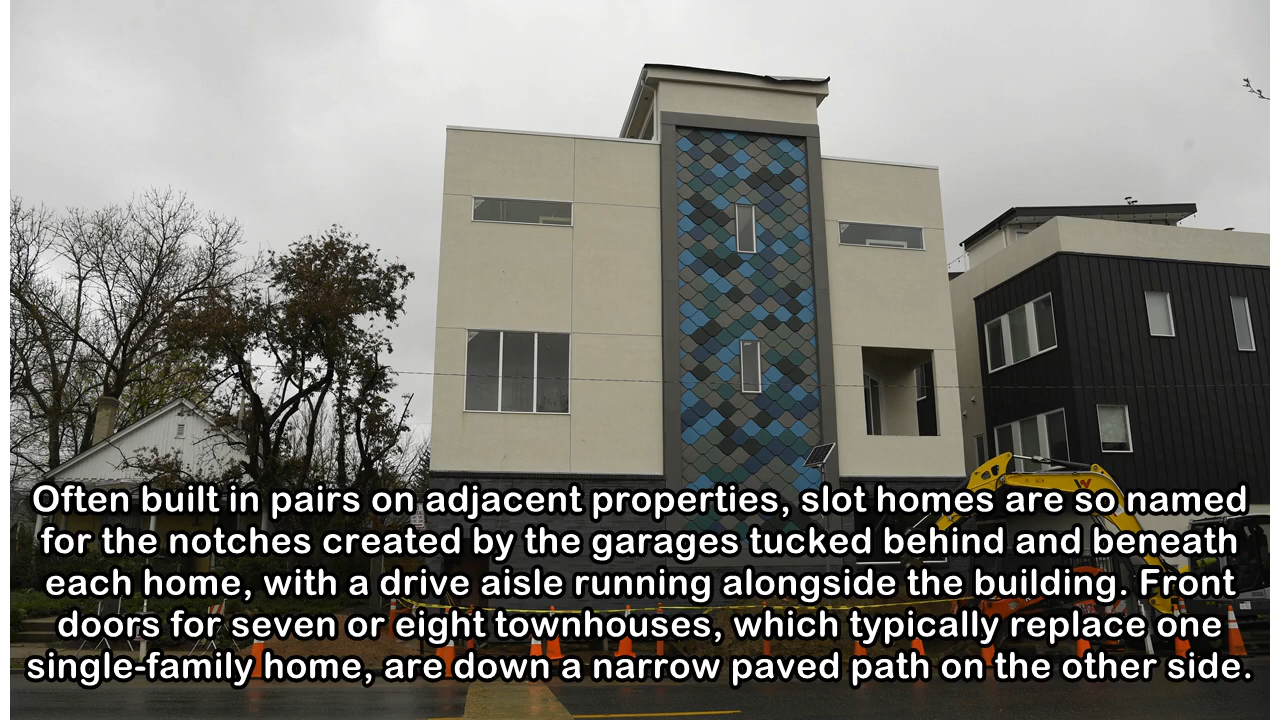 Often built in pairs on adjacent properties, slot homes are so named
for the notches created by the garages tucked behind and beneath
each home, with a drive aisle running alongside the building. Front
doors for seven or eight townhouses, which typically replace one
single-family home, are down a narrow paved path on the other side.